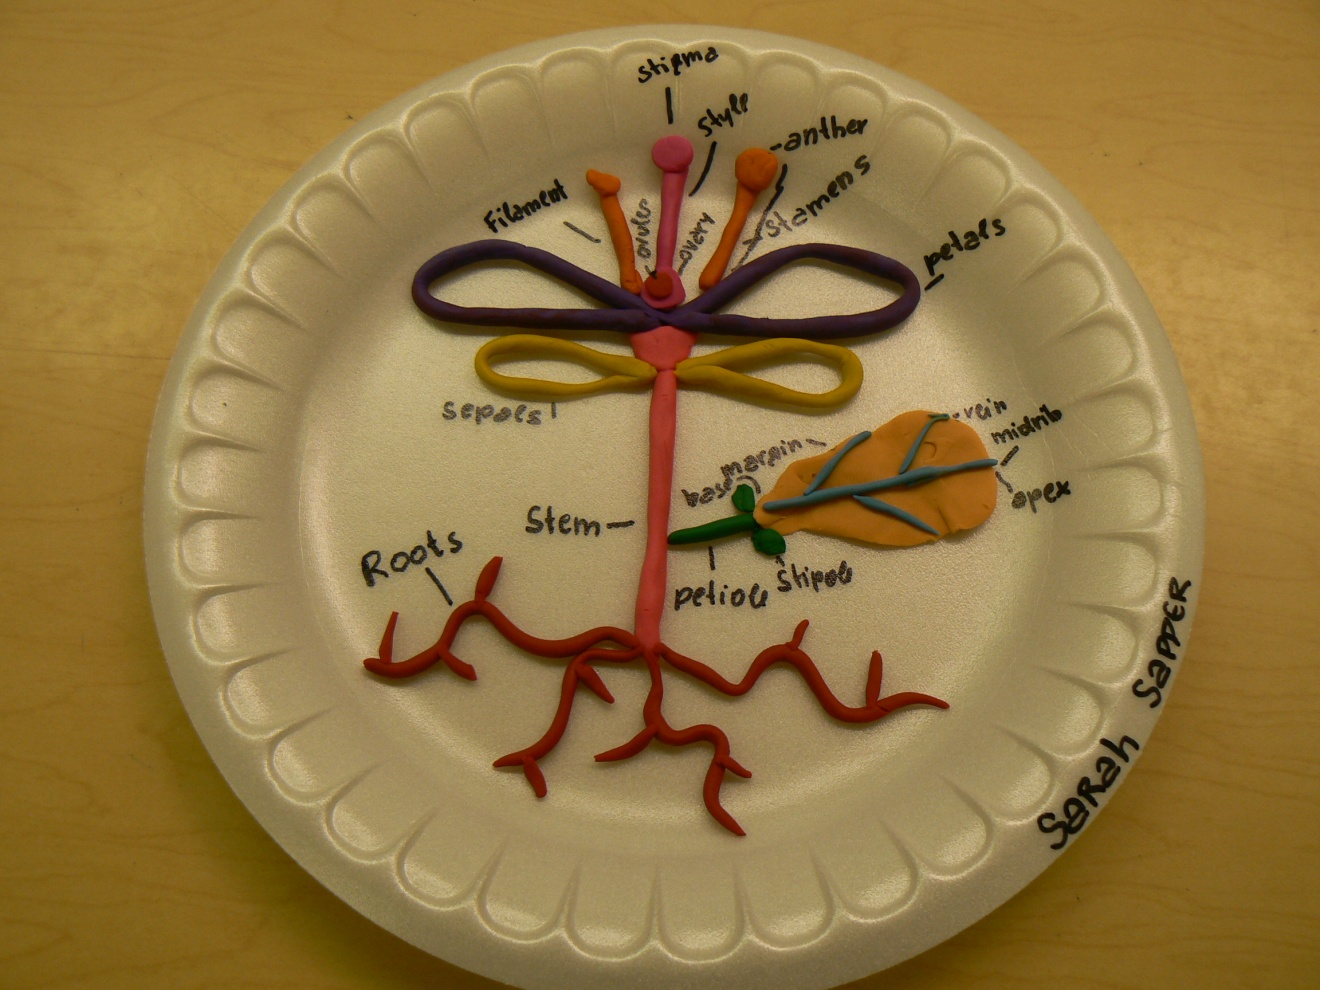 Stigma
Style
anther
Filament
ovules
ovary
Stamens
petals
sepals
vein
midrib
margin
base
apex
Stem
Roots
petiole
Stipole
SaRah SaPPER